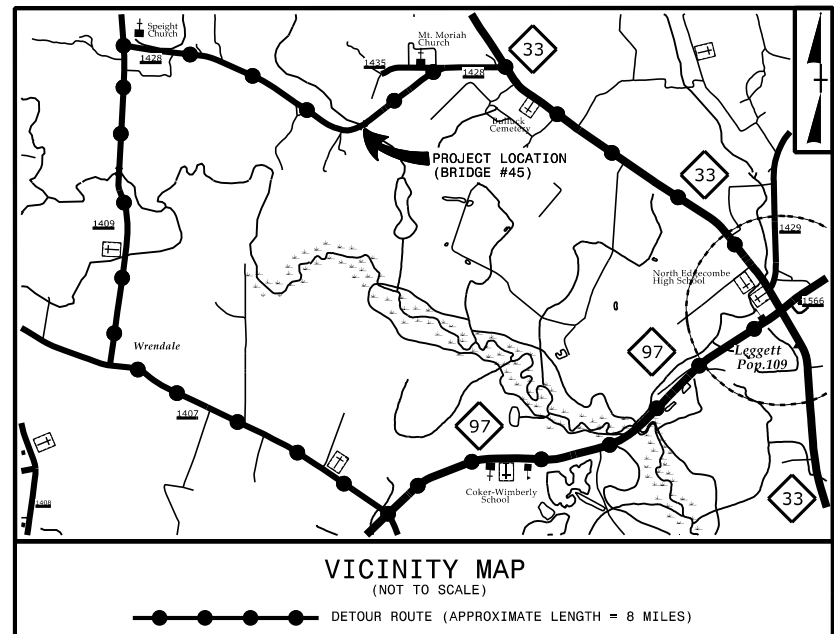 Speight
Church
1428
Mt. Moriah
Church
1435
1428
33
Bulluck
Cemetery
PROJECT LOCATION
(BRIDGE #45)
33
1409
1429
North Edgecombe
High School
1566
Wrendale
97
Leggett
Pop.109
1407
97
Coker-Wimberly
School
33
1408
VICINITY MAP
(NOT TO SCALE)
DETOUR ROUTE (APPROXIMATE LENGTH = 8 MILES)